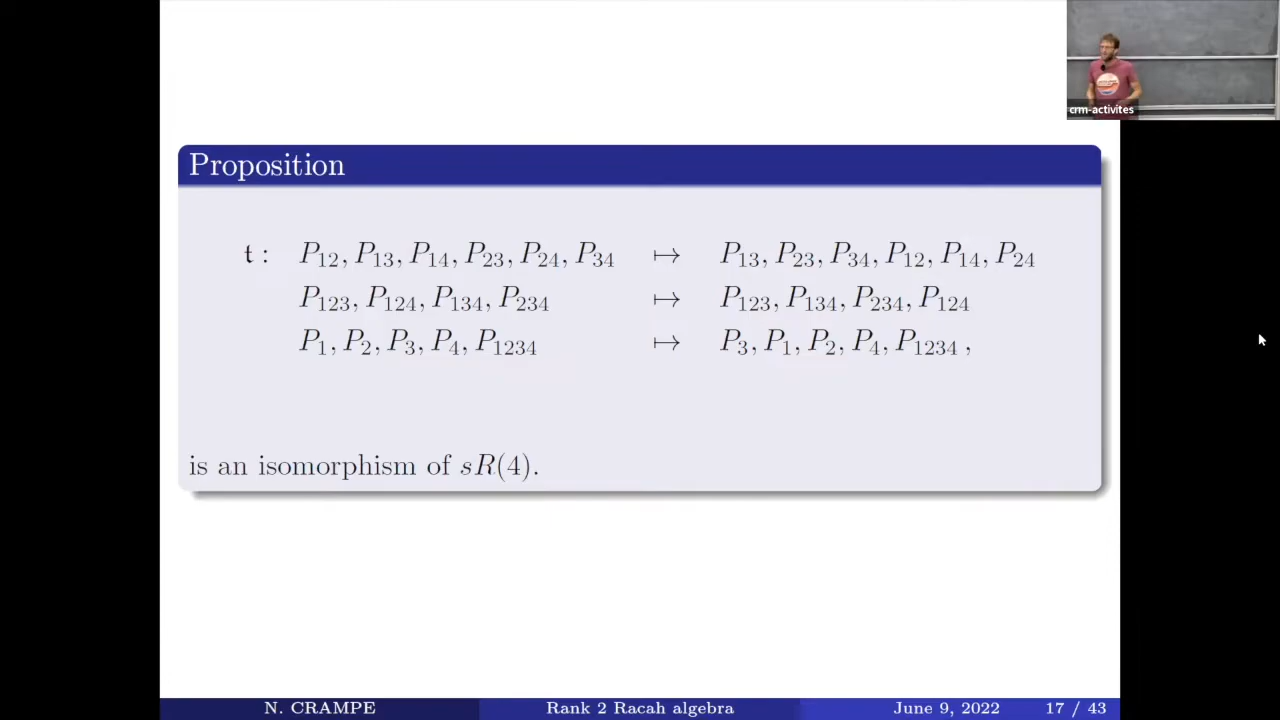 crm-activites
Proposition
𝔱 : P₁₂, P₁₃, P₁₄, P₂₃, P₂₄, P₃₄ ↦ P₁₃, P₂₃, P₃₄, P₁₂, P₁₄, P₂₄
P₁₂₃, P₁₂₄, P₁₃₄, P₂₃₄ ↦ P₁₂₃, P₁₃₄, P₂₃₄, P₁₂₄
P₁, P₂, P₃, P₄, P₁₂₃₄ ↦ P₃, P₁, P₂, P₄, P₁₂₃₄ ,
is an isomorphism of sR(4).
N. CRAMPE Rank 2 Racah algebra June 9, 2022 17 / 43